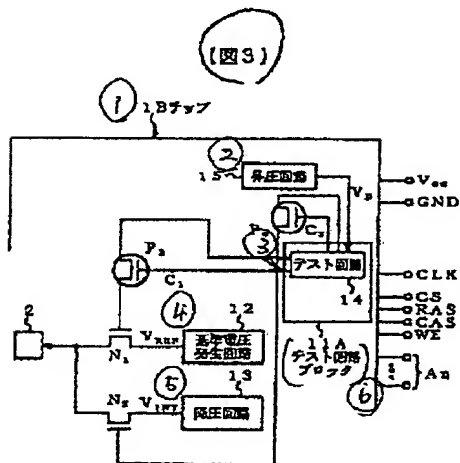 【図3】
① 1Bチップ
②
15 昇圧回路
VP
Vcc
GND
P2
C1
C2
③
テスト回路
14
CLK
CS
RAS
CAS
WE
An
11A
テスト回路
ブロック
⑥
④
12
基準電圧
発生回路
VREF
N1
2
⑤
13
降圧回路
VINT
N2